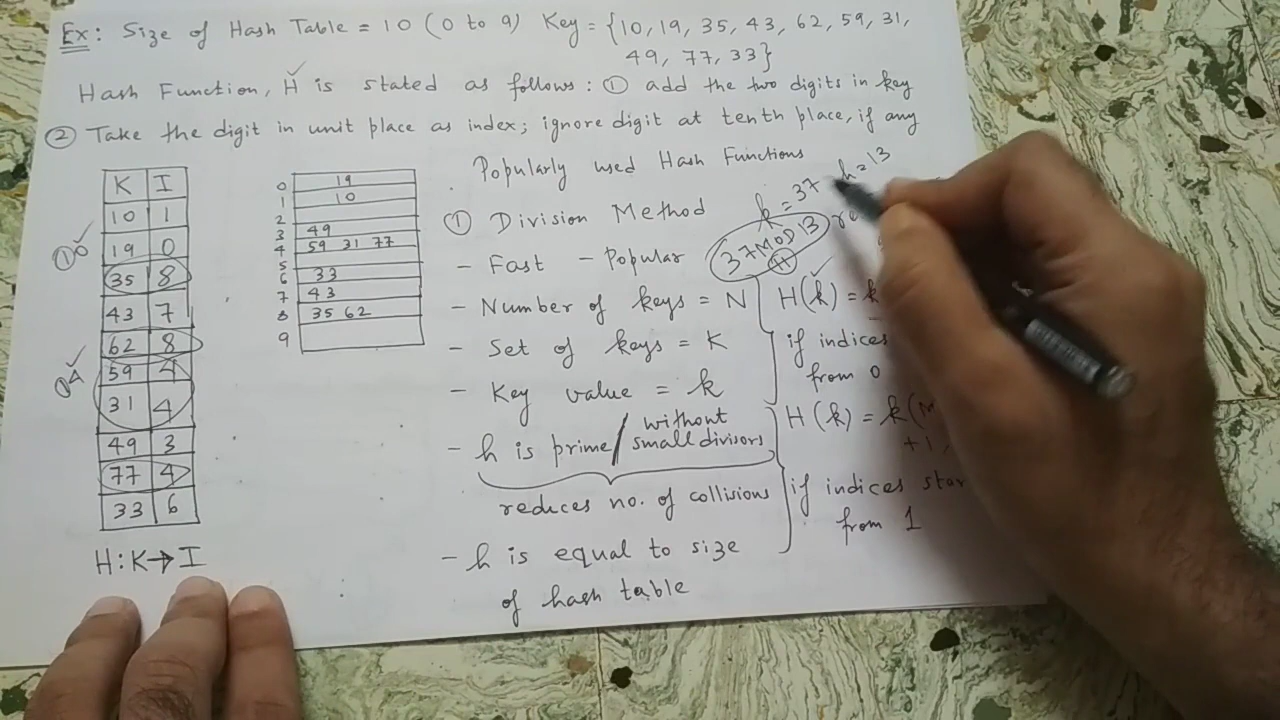 Ex: Size of Hash Table = 10 (0 to 9) Key = {10, 19, 35, 43, 62, 59, 31,
49, 77, 33}
Hash Function, H is stated as follows: ① add the two digits in key
② Take the digit in unit place as index; ignore digit at tenth place, if any
K I
10 1
19 0
35 8
43 7
62 8
59 4
31 4
49 3
77 4
33 6
H: K → I
0 19
1 10
2
3 49
4 59 31 77
5
6 33
7 43
8 35 62
9
Popularly used Hash Functions
① Division Method
- Fast - Popular
- Number of keys = N
- Set of keys = K
- Key value = k
- h is prime / without small divisors
reduces no. of collisions
- h is equal to size
of hash table
k = 37 h = 13
37 MOD 13
11
H(k) = k
if indices
from 0
H(k) = k (M
+1,
if indices star
from 1